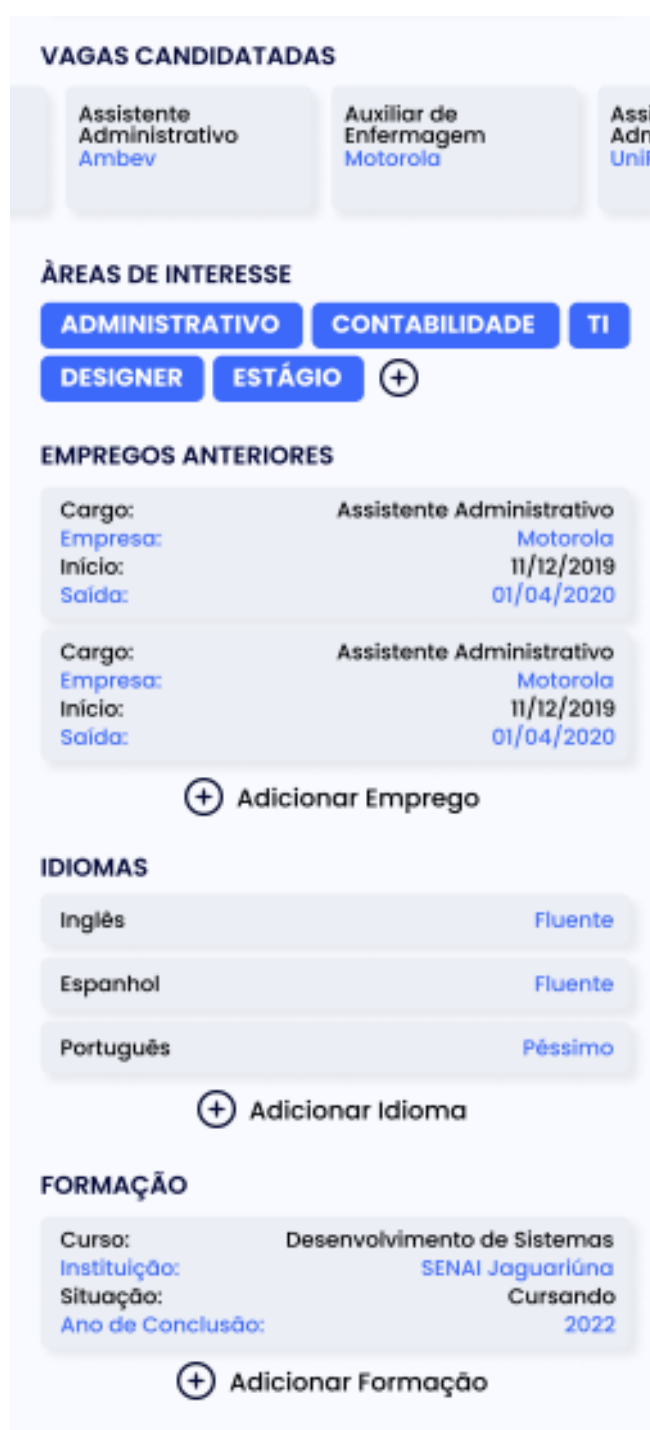 VAGAS CANDIDATADAS
Assistente
Administrativo
Ambev
Auxiliar de
Enfermagem
Motorola
ÀREAS DE INTERESSE
ADMINISTRATIVO CONTABILIDADE TI
DESIGNER ESTÁGIO
EMPREGOS ANTERIORES
Cargo: Assistente Administrativo
Empresa: Motorola
Início: 11/12/2019
Saída: 01/04/2020
Cargo: Assistente Administrativo
Empresa: Motorola
Início: 11/12/2019
Saída: 01/04/2020
Adicionar Emprego
IDIOMAS
Inglês Fluente
Espanhol Fluente
Português Péssimo
Adicionar Idioma
FORMAÇÃO
Curso: Desenvolvimento de Sistemas
Instituição: SENAI Jaguariúna
Situação: Cursando
Ano de Conclusão: 2022
Adicionar Formação